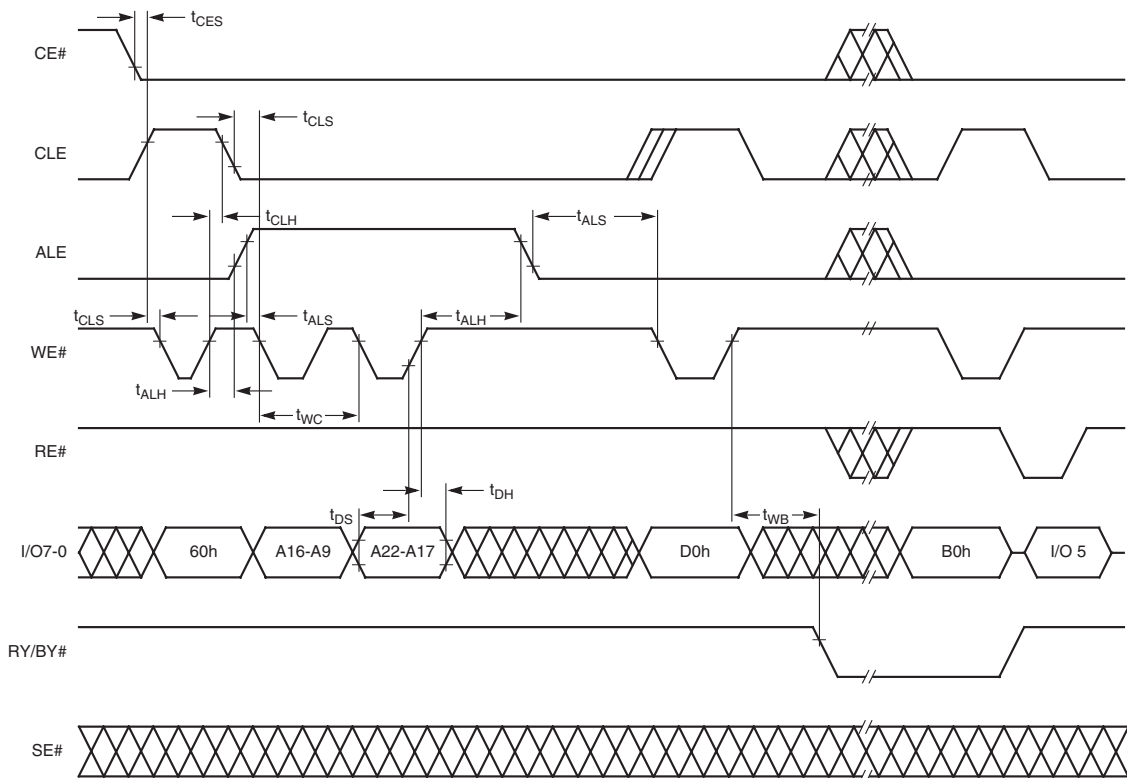 tCES
CE#
tCLS
CLE
tCLH
tALS
ALE
tCLS
tALS
tALH
WE#
tALH
tWC
RE#
tDH
tDS
tWB
I/O7-0
60h
A16-A9
A22-A17
D0h
B0h
I/O 5
RY/BY#
SE#